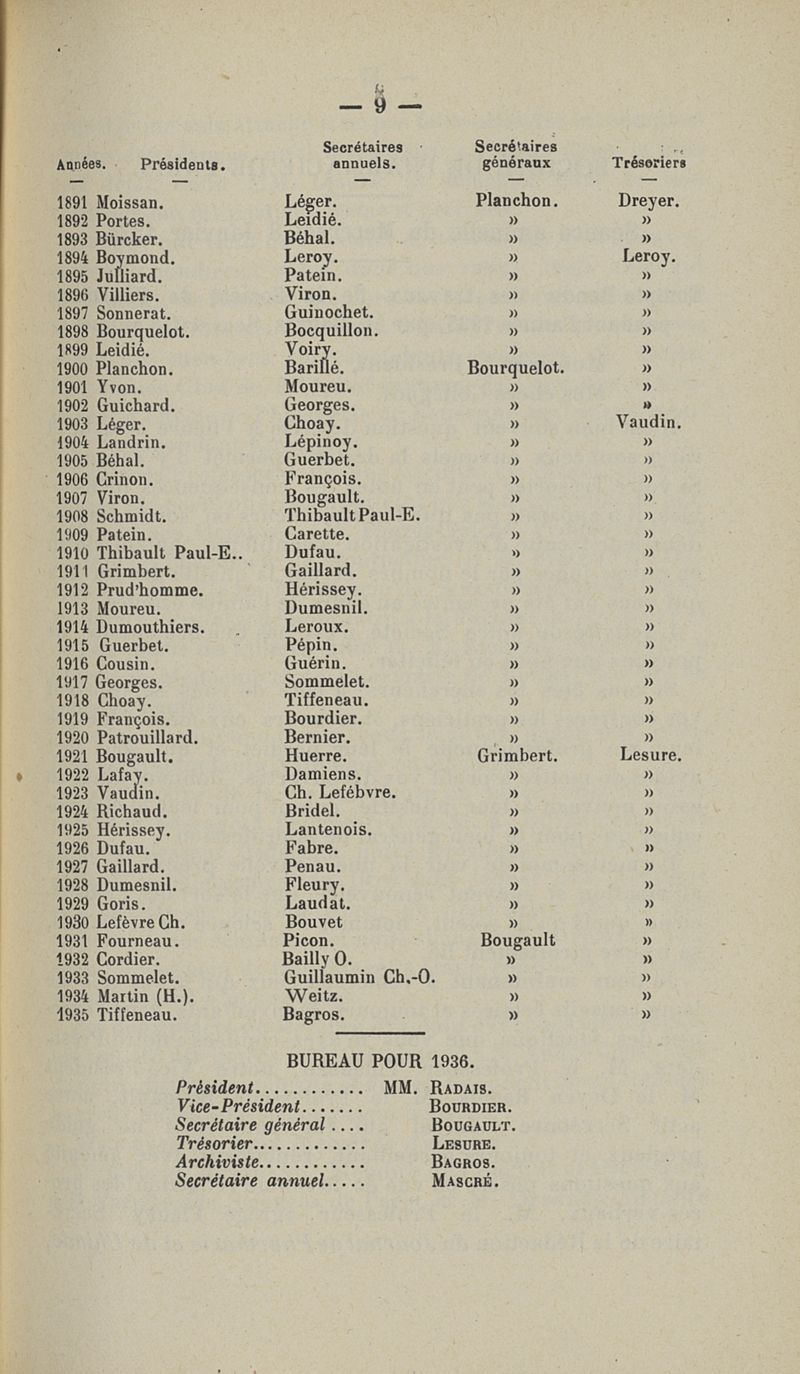 — 9 —
Années. Présidents. Secrétaires annuels. Secrétaires généraux Trésoriers
1891 Moissan. Léger. Planchon. Dreyer.
1892 Portes. Leidié. » »
1893 Bürcker. Béhal. » »
1894 Boymond. Leroy. » Leroy.
1895 Julliard. Patein. » »
1896 Villiers. Viron. » »
1897 Sonnerat. Guinochet. » »
1898 Bourquelot. Bocquillon. » »
1899 Leidié. Voiry. » »
1900 Planchon. Barillé. Bourquelot. »
1901 Yvon. Moureu. » »
1902 Guichard. Georges. » »
1903 Léger. Choay. » Vaudin.
1904 Landrin. Lépinoy. » »
1905 Béhal. Guerbet. » »
1906 Crinon. François. » »
1907 Viron. Bougault. » »
1908 Schmidt. Thibault Paul-E. » »
1909 Patein. Carette. » »
1910 Thibault Paul-E.. Dufau. » »
1911 Grimbert. Gaillard. » »
1912 Prud'homme. Hérissey. » »
1913 Moureu. Dumesnil. » »
1914 Dumouthiers. Leroux. » »
1915 Guerbet. Pépin. » »
1916 Cousin. Guérin. » »
1917 Georges. Sommelet. » »
1918 Choay. Tiffeneau. » »
1919 François. Bourdier. » »
1920 Patrouillard. Bernier. » »
1921 Bougault. Huerre. Grimbert. Lesure.
1922 Lafay. Damiens. » »
1923 Vaudin. Ch. Lefébvre. » »
1924 Richaud. Bridel. » »
1925 Hérissey. Lantenois. » »
1926 Dufau. Fabre. » »
1927 Gaillard. Penau. » »
1928 Dumesnil. Fleury. » »
1929 Goris. Laudat. » »
1930 Lefèvre Ch. Bouvet » »
1931 Fourneau. Picon. Bougault »
1932 Cordier. Bailly O. » »
1933 Sommelet. Guillaumin Ch.-O. » »
1934 Martin (H.). Weitz. » »
1935 Tiffeneau. Bagros. » »
BUREAU POUR 1936.
Président............ MM. RADAIS.
Vice-Président....... BOURDIER.
Secrétaire général .... BOUGAULT.
Trésorier............. LESURE.
Archiviste............ BAGROS.
Secrétaire annuel..... MASCRÉ.